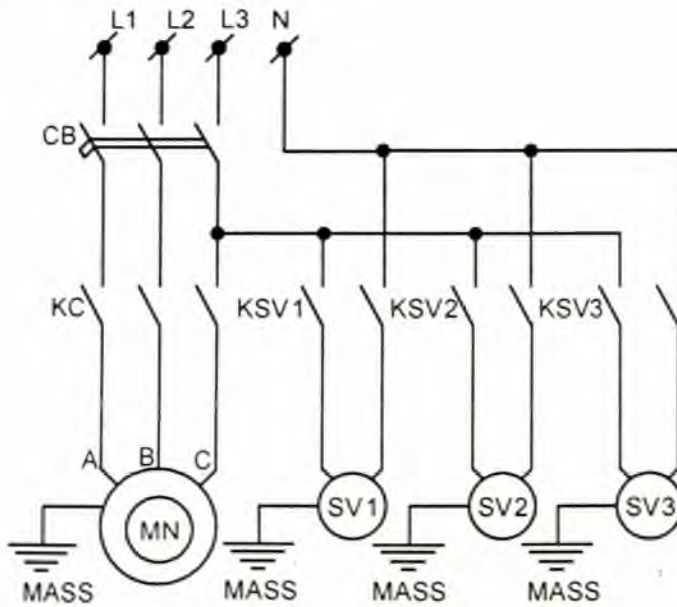 L1 L2 L3 N
CB
KC KSV1 KSV2 KSV3
A B C
MN SV1 SV2 SV3
MASS MASS MASS MASS